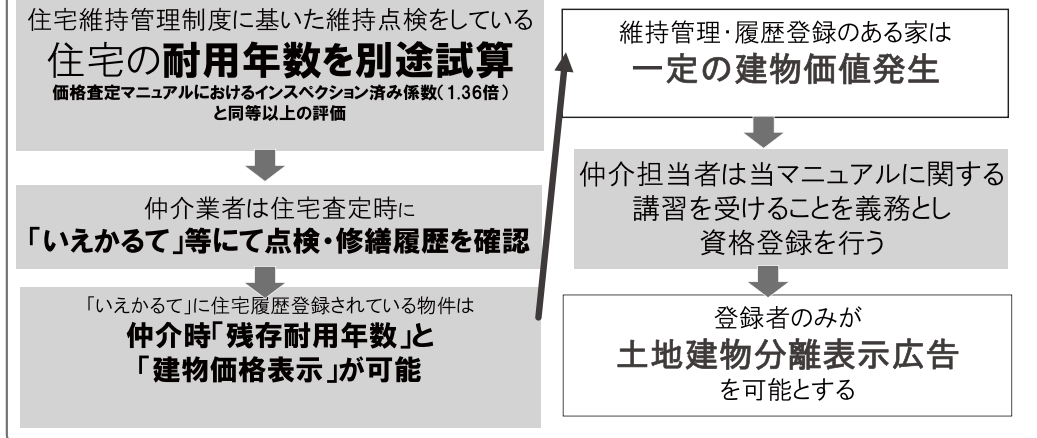 住宅維持管理制度に基いた維持点検をしている
住宅の耐用年数を別途試算
価格査定マニュアルにおけるインスペクション済み係数(1.36倍)
と同等以上の評価
仲介業者は住宅査定時に
「いえかるて」等にて点検・修繕履歴を確認
「いえかるて」に住宅履歴登録されている物件は
仲介時「残存耐用年数」と
「建物価格表示」が可能
維持管理・履歴登録のある家は
一定の建物価値発生
仲介担当者は当マニュアルに関する
講習を受けることを義務とし
資格登録を行う
登録者のみが
土地建物分離表示広告
を可能とする